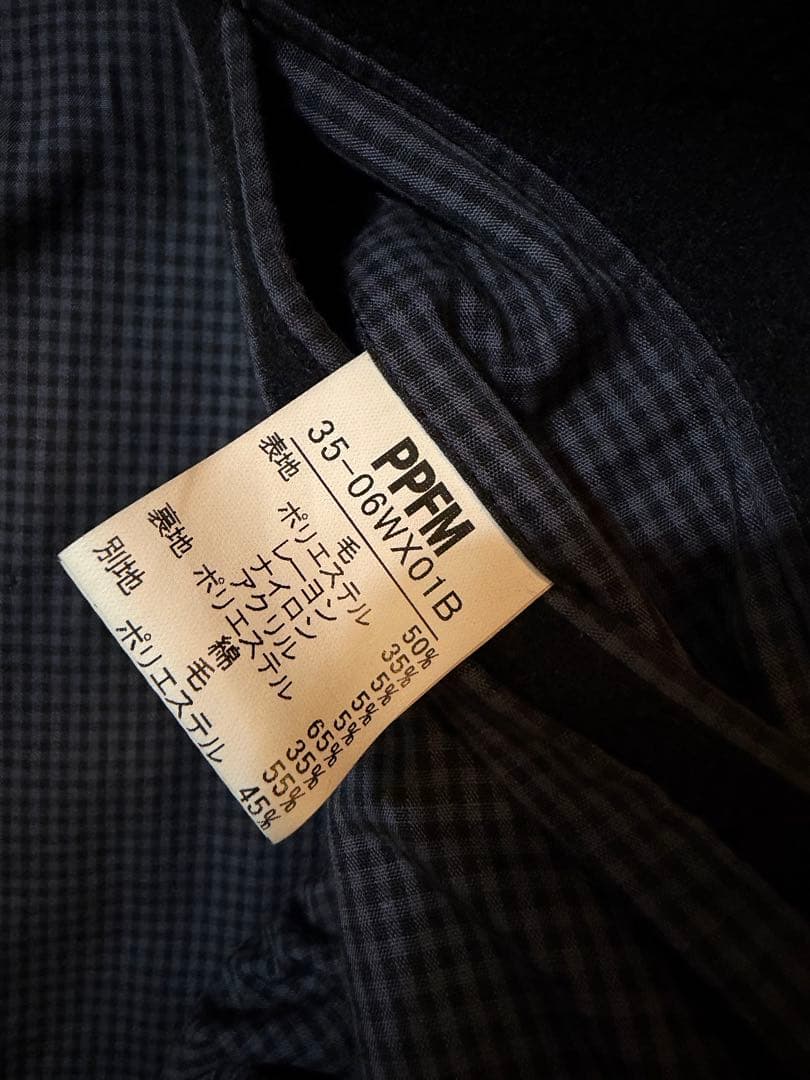 PPFM
35-06WX01B
表地 毛 50%
ポリエステル 35%
レーヨン 5%
ナイロン 5%
アクリル 5%
裏地 ポリエステル 65%
綿 35%
別地 毛 55%
ポリエステル 45%